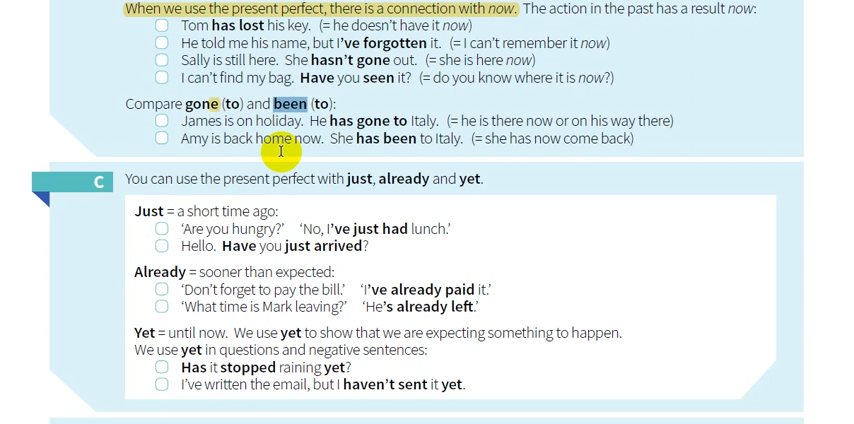 When we use the present perfect, there is a connection with now. The action in the past has a result now:
Tom has lost his key. (= he doesn't have it now)
He told me his name, but I've forgotten it. (= I can't remember it now)
Sally is still here. She hasn't gone out. (= she is here now)
I can't find my bag. Have you seen it? (= do you know where it is now?)
Compare gone (to) and been (to):
James is on holiday. He has gone to Italy. (= he is there now or on his way there)
Amy is back home now. She has been to Italy. (= she has now come back)
C You can use the present perfect with just, already and yet.
Just = a short time ago:
'Are you hungry?' 'No, I've just had lunch.'
Hello. Have you just arrived?
Already = sooner than expected:
'Don't forget to pay the bill.' 'I've already paid it.'
'What time is Mark leaving?' 'He's already left.'
Yet = until now. We use yet to show that we are expecting something to happen.
We use yet in questions and negative sentences:
Has it stopped raining yet?
I've written the email, but I haven't sent it yet.